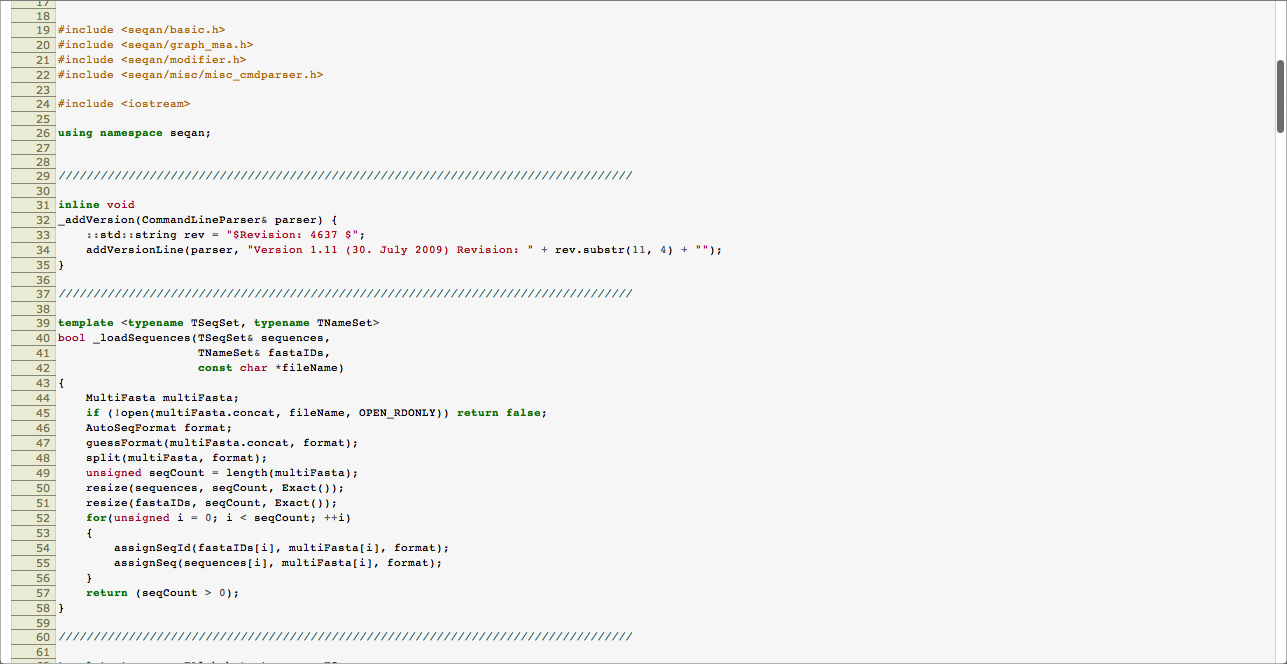 17
18
19 #include <seqan/basic.h>
20 #include <seqan/graph_msa.h>
21 #include <seqan/modifier.h>
22 #include <seqan/misc/misc_cmdparser.h>
23
24 #include <iostream>
25
26 using namespace seqan;
27
28
29 //////////////////////////////////////////////////////////////////////////////////
30
31 inline void
32 _addVersion(CommandLineParser& parser) {
33     ::std::string rev = "$Revision: 4637 $";
34     addVersionLine(parser, "Version 1.11 (30. July 2009) Revision: " + rev.substr(11, 4) + "");
35 }
36
37 //////////////////////////////////////////////////////////////////////////////////
38
39 template <typename TSeqSet, typename TNameSet>
40 bool _loadSequences(TSeqSet& sequences,
41                     TNameSet& fastaIDs,
42                     const char *fileName)
43 {
44     MultiFasta multiFasta;
45     if (!open(multiFasta.concat, fileName, OPEN_RDONLY)) return false;
46     AutoSeqFormat format;
47     guessFormat(multiFasta.concat, format);
48     split(multiFasta, format);
49     unsigned seqCount = length(multiFasta);
50     resize(sequences, seqCount, Exact());
51     resize(fastaIDs, seqCount, Exact());
52     for(unsigned i = 0; i < seqCount; ++i)
53     {
54         assignSeqId(fastaIDs[i], multiFasta[i], format);
55         assignSeq(sequences[i], multiFasta[i], format);
56     }
57     return (seqCount > 0);
58 }
59
60 //////////////////////////////////////////////////////////////////////////////////
61